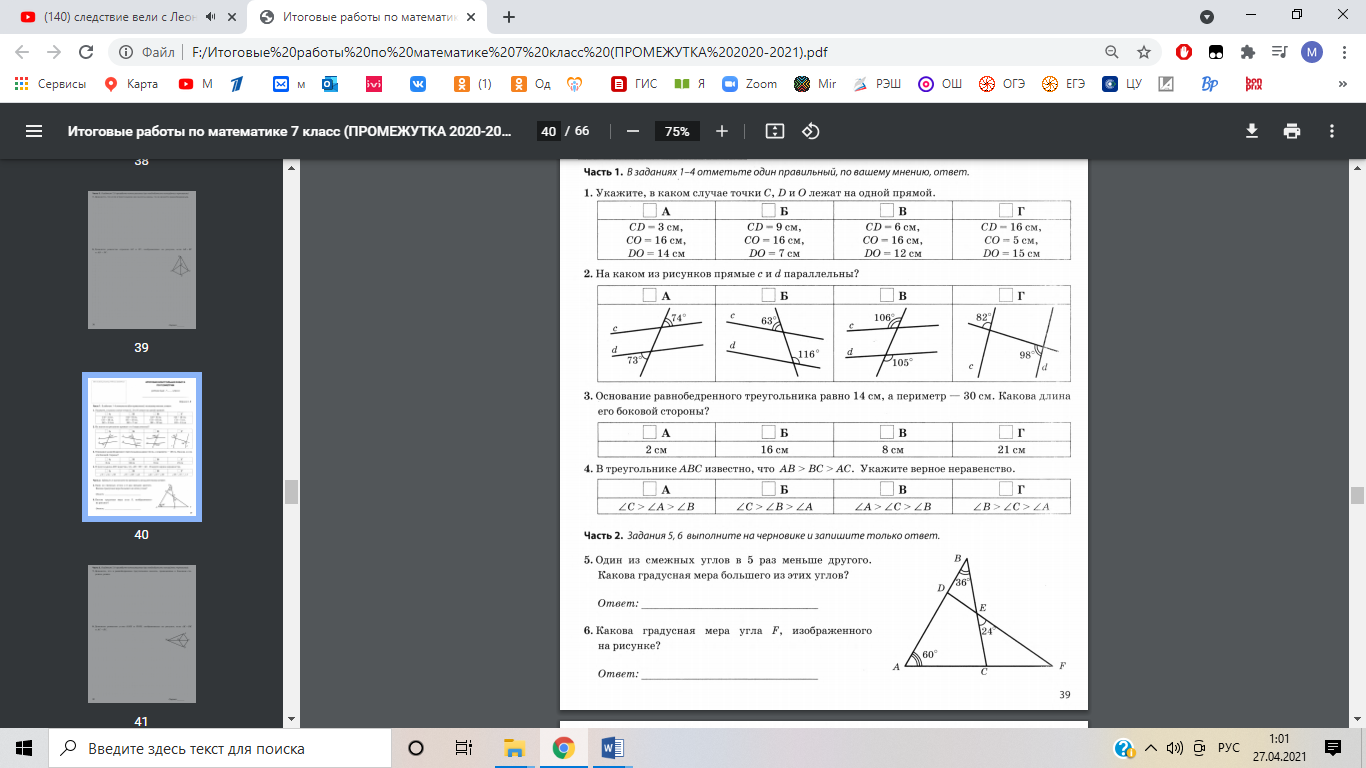 (140) следствие вели с Леон
Итоговые работы по математик
Файл F:/Итоговые%20работы%20по%20математике%207%20класс%20(ПРОМЕЖУТКА%202020-2021).pdf
М
Сервисы Карта М м (1) Од ГИС Я Zoom Mir РЭШ ОШ ОГЭ ЕГЭ ЦУ Вр bon prix »
Итоговые работы по математике 7 класс (ПРОМЕЖУТКА 2020-20... 40 / 66 75%
38
39
40
41
Часть 1. В заданиях 1–4 отметьте один правильный, по вашему мнению, ответ.
1. Укажите, в каком случае точки C, D и O лежат на одной прямой.
А Б В Г
CD = 3 см, CD = 9 см, CD = 6 см, CD = 16 см,
CO = 16 см, CO = 16 см, CO = 16 см, CO = 5 см,
DO = 14 см DO = 7 см DO = 12 см DO = 15 см
2. На каком из рисунков прямые c и d параллельны?
А Б В Г
c 74° d 73°
c 63° d 116°
c 106° d 105°
82° 98° c d
3. Основание равнобедренного треугольника равно 14 см, а периметр — 30 см. Какова длина
его боковой стороны?
А Б В Г
2 см 16 см 8 см 21 см
4. В треугольнике ABC известно, что AB > BC > AC. Укажите верное неравенство.
А Б В Г
∠C > ∠A > ∠B ∠C > ∠B > ∠A ∠A > ∠C > ∠B ∠B > ∠C > ∠A
Часть 2. Задания 5, 6 выполните на черновике и запишите только ответ.
5. Один из смежных углов в 5 раз меньше другого.
Какова градусная мера большего из этих углов?
Ответ:
6. Какова градусная мера угла F, изображенного
на рисунке?
Ответ:
B
36°
D
E
24°
60°
A C F
39
Введите здесь текст для поиска
РУС
1:01
27.04.2021